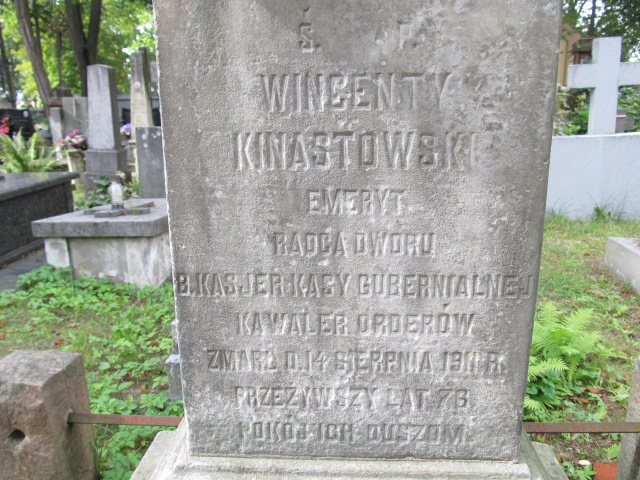 Ś. P.
WINCENTY
KINASTOWSKI
EMERYT
RADCA DWORU
B. KASJER KASY GUBERNIALNEJ
KAWALER ORDERÓW
ZMARŁ D. 14 SIERPNIA 1911 R.
PRZEŻYWSZY LAT 76
POKÓJ ICH DUSZOM.